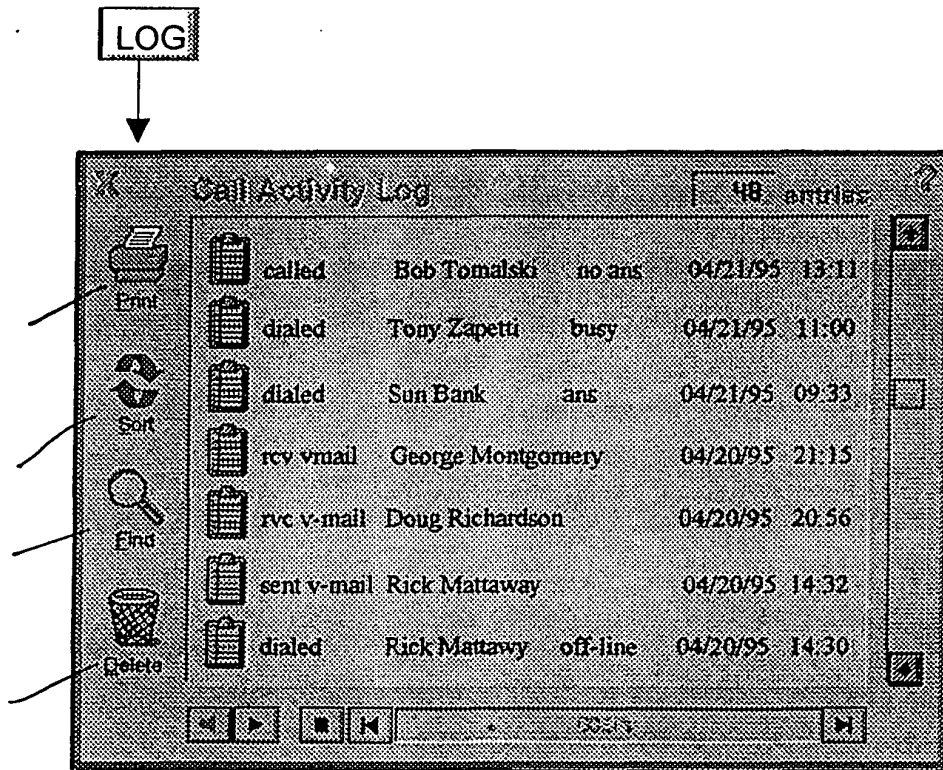 LOG
Call Activity Log 48 entries
Print
Sort
Find
Delete
called Bob Tomalski no ans 04/21/95 13:11
dialed Tony Zapetti busy 04/21/95 11:00
dialed Sun Bank ans 04/21/95 09:33
rcv vmail George Montgomery 04/20/95 21:15
rvc v-mail Doug Richardson 04/20/95 20:56
sent v-mail Rick Mattaway 04/20/95 14:32
dialed Rick Mattawy off-line 04/20/95 14:30